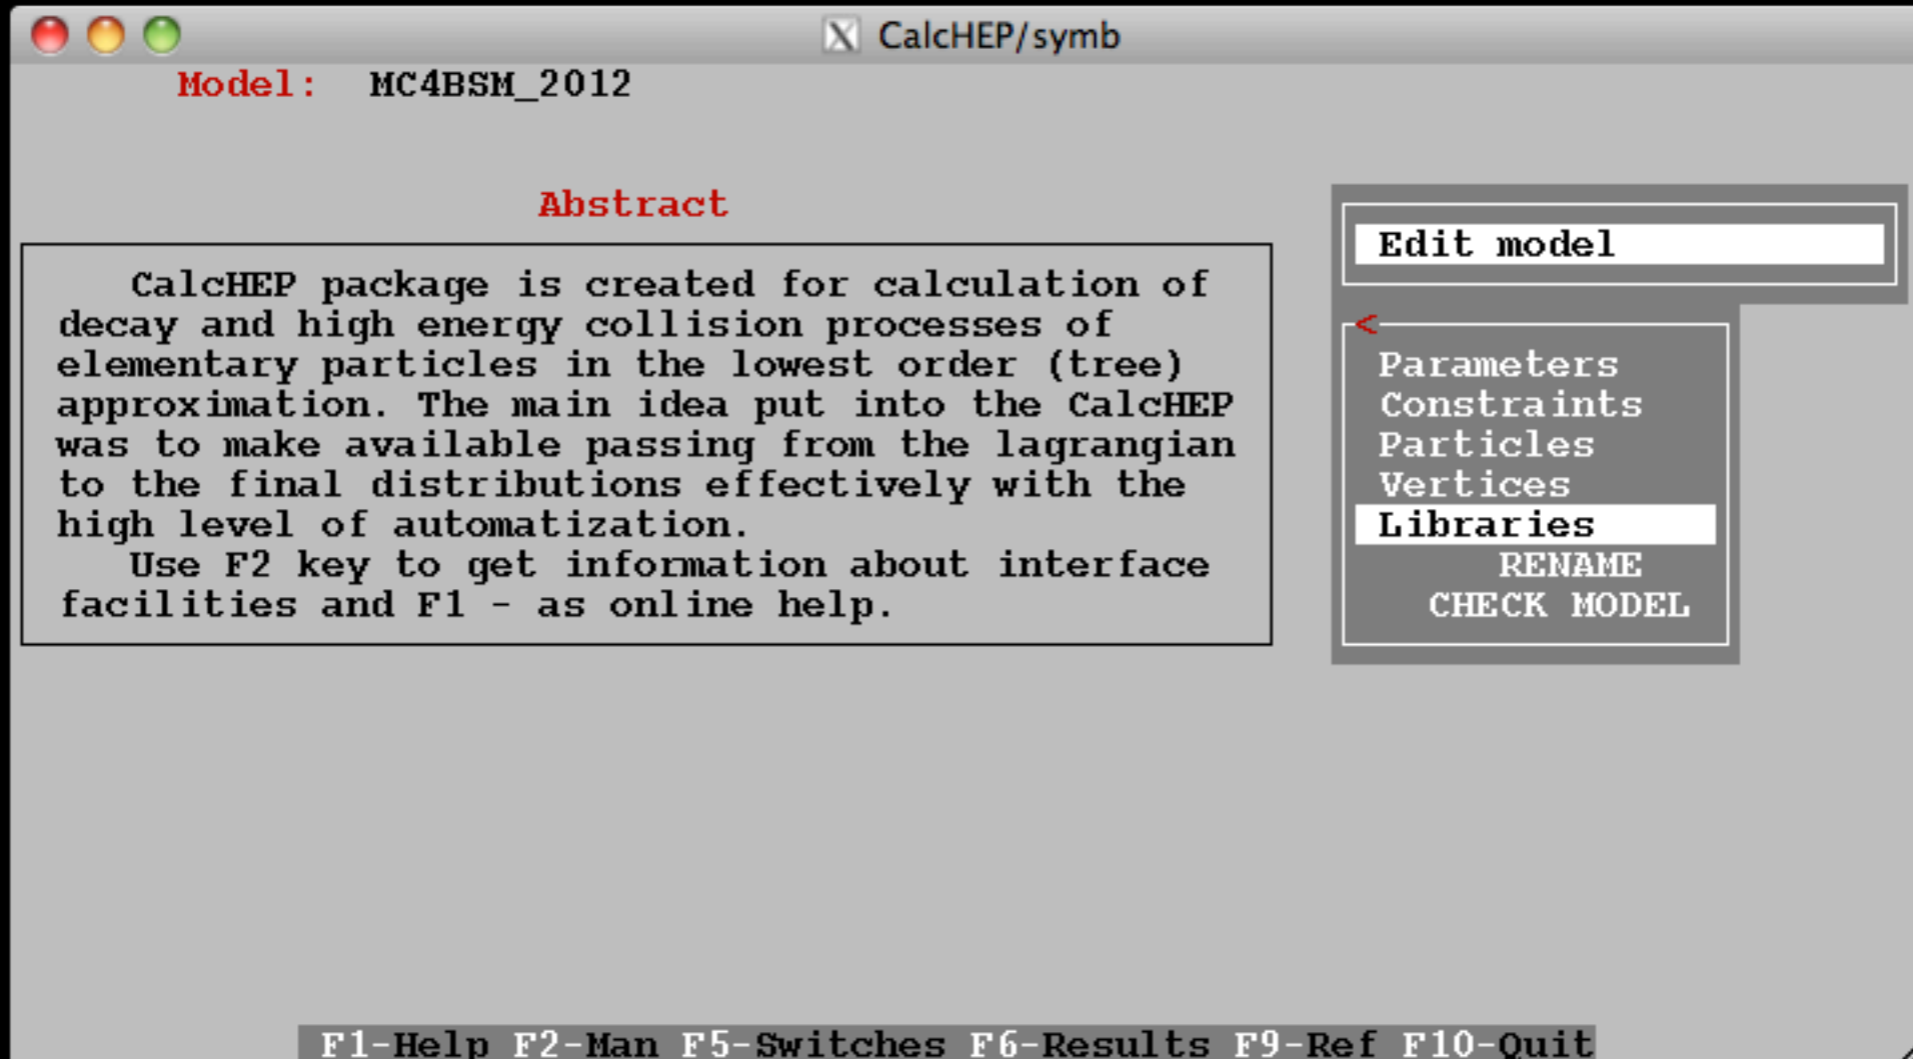 CalcHEP/symb
Model: MC4BSM_2012
Abstract
CalcHEP package is created for calculation of
decay and high energy collision processes of
elementary particles in the lowest order (tree)
approximation. The main idea put into the CalcHEP
was to make available passing from the lagrangian
to the final distributions effectively with the
high level of automatization.
Use F2 key to get information about interface
facilities and F1 - as online help.
Edit model
<
Parameters
Constraints
Particles
Vertices
Libraries
RENAME
CHECK MODEL
F1-Help F2-Man F5-Switches F6-Results F9-Ref F10-Quit